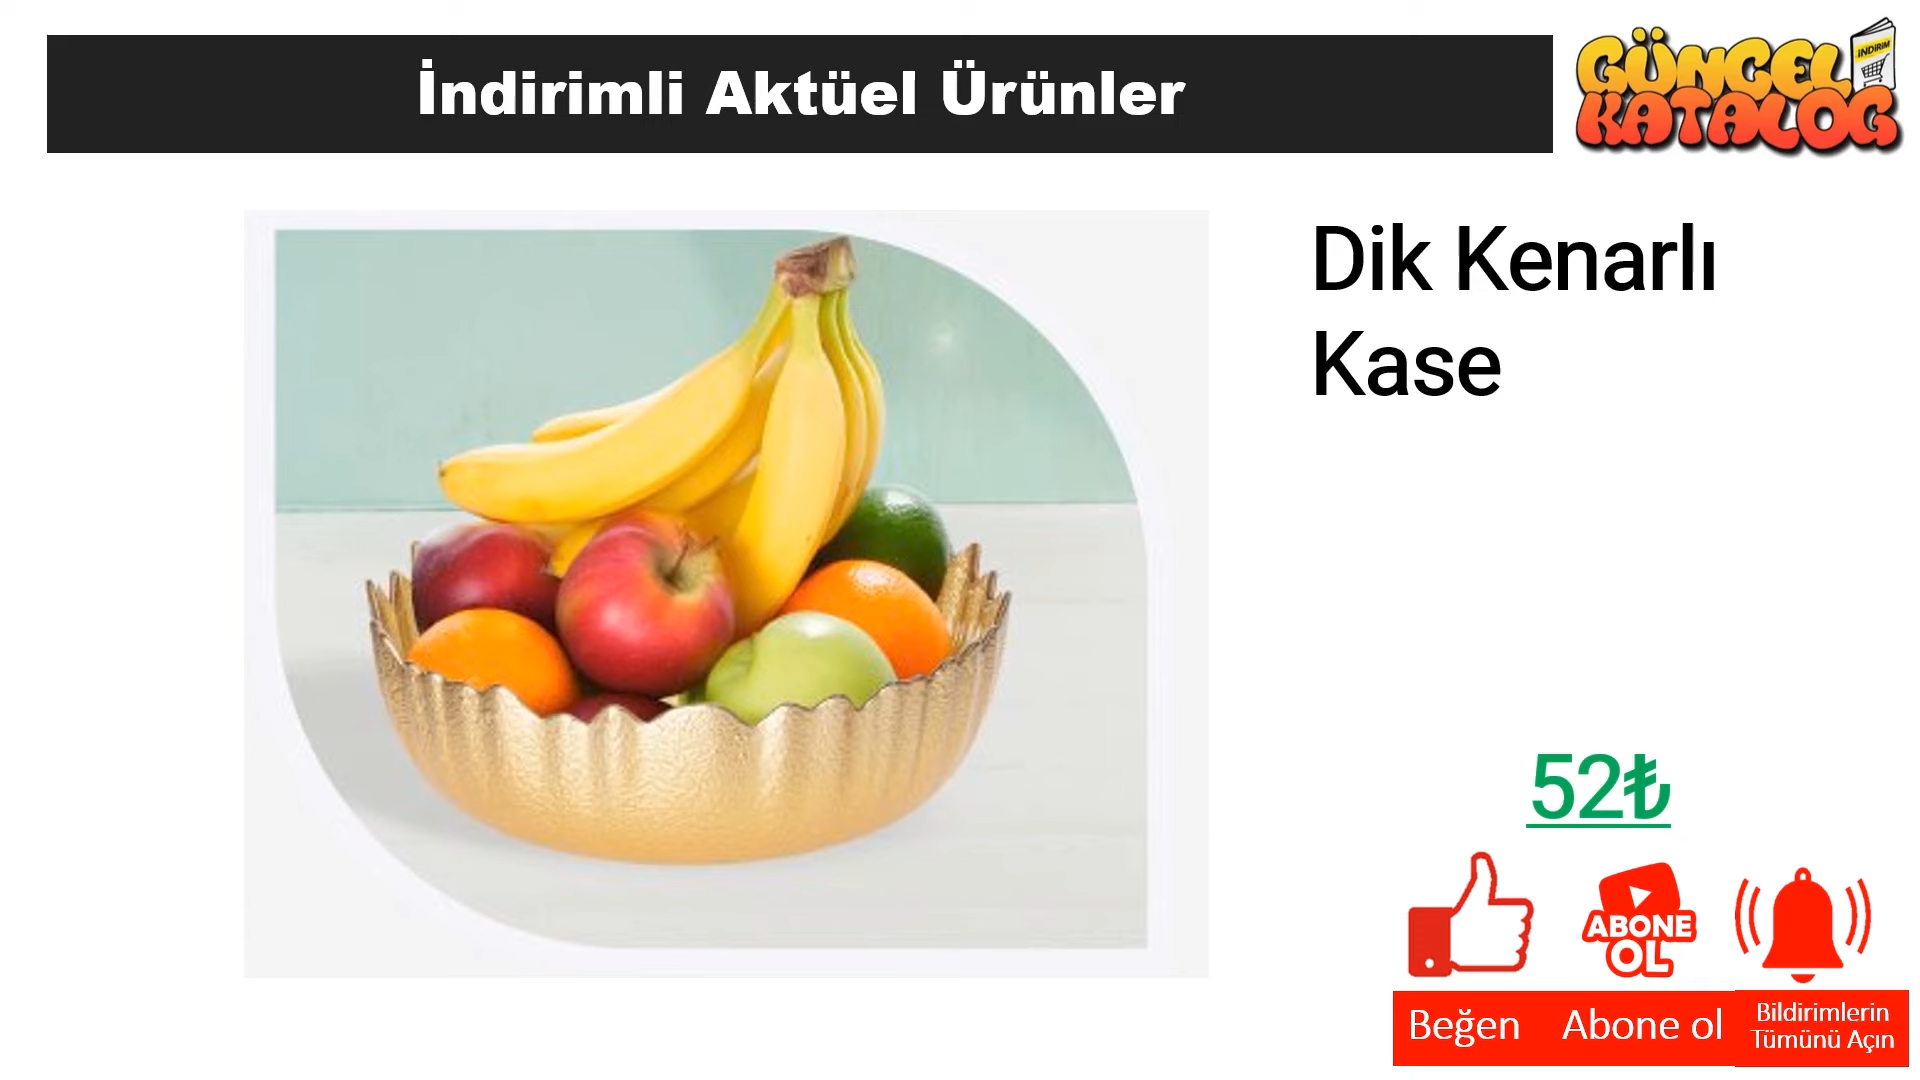 İndirimli Aktüel Ürünler
GÜNCEL
KATALOG
İNDİRİM
Dik Kenarlı
Kase
52₺
ABONE
OL
Beğen
Abone ol
Bildirimlerin
Tümünü Açın